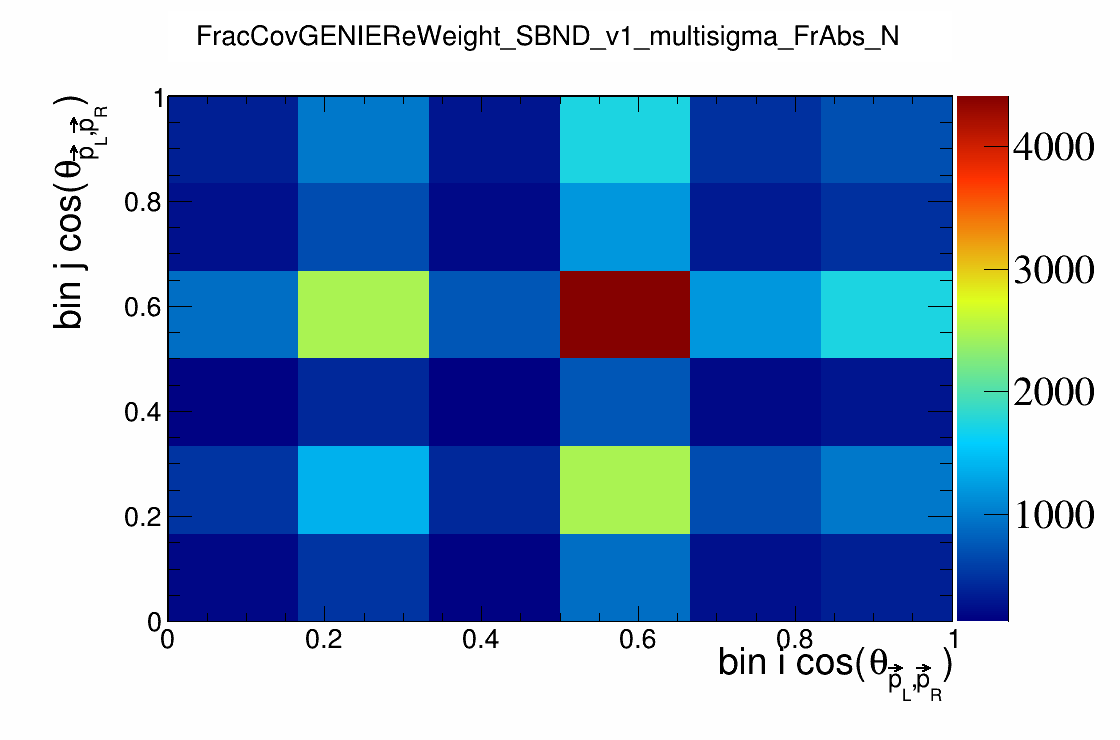 FracCovGENIEReWeight_SBND_v1_multisigma_FrAbs_N
bin j cos(θp⃗L,p⃗R)
1
0.8
0.6
0.4
0.2
0
0 0.2 0.4 0.6 0.8 1
bin i cos(θp⃗L,p⃗R)
4000
3000
2000
1000